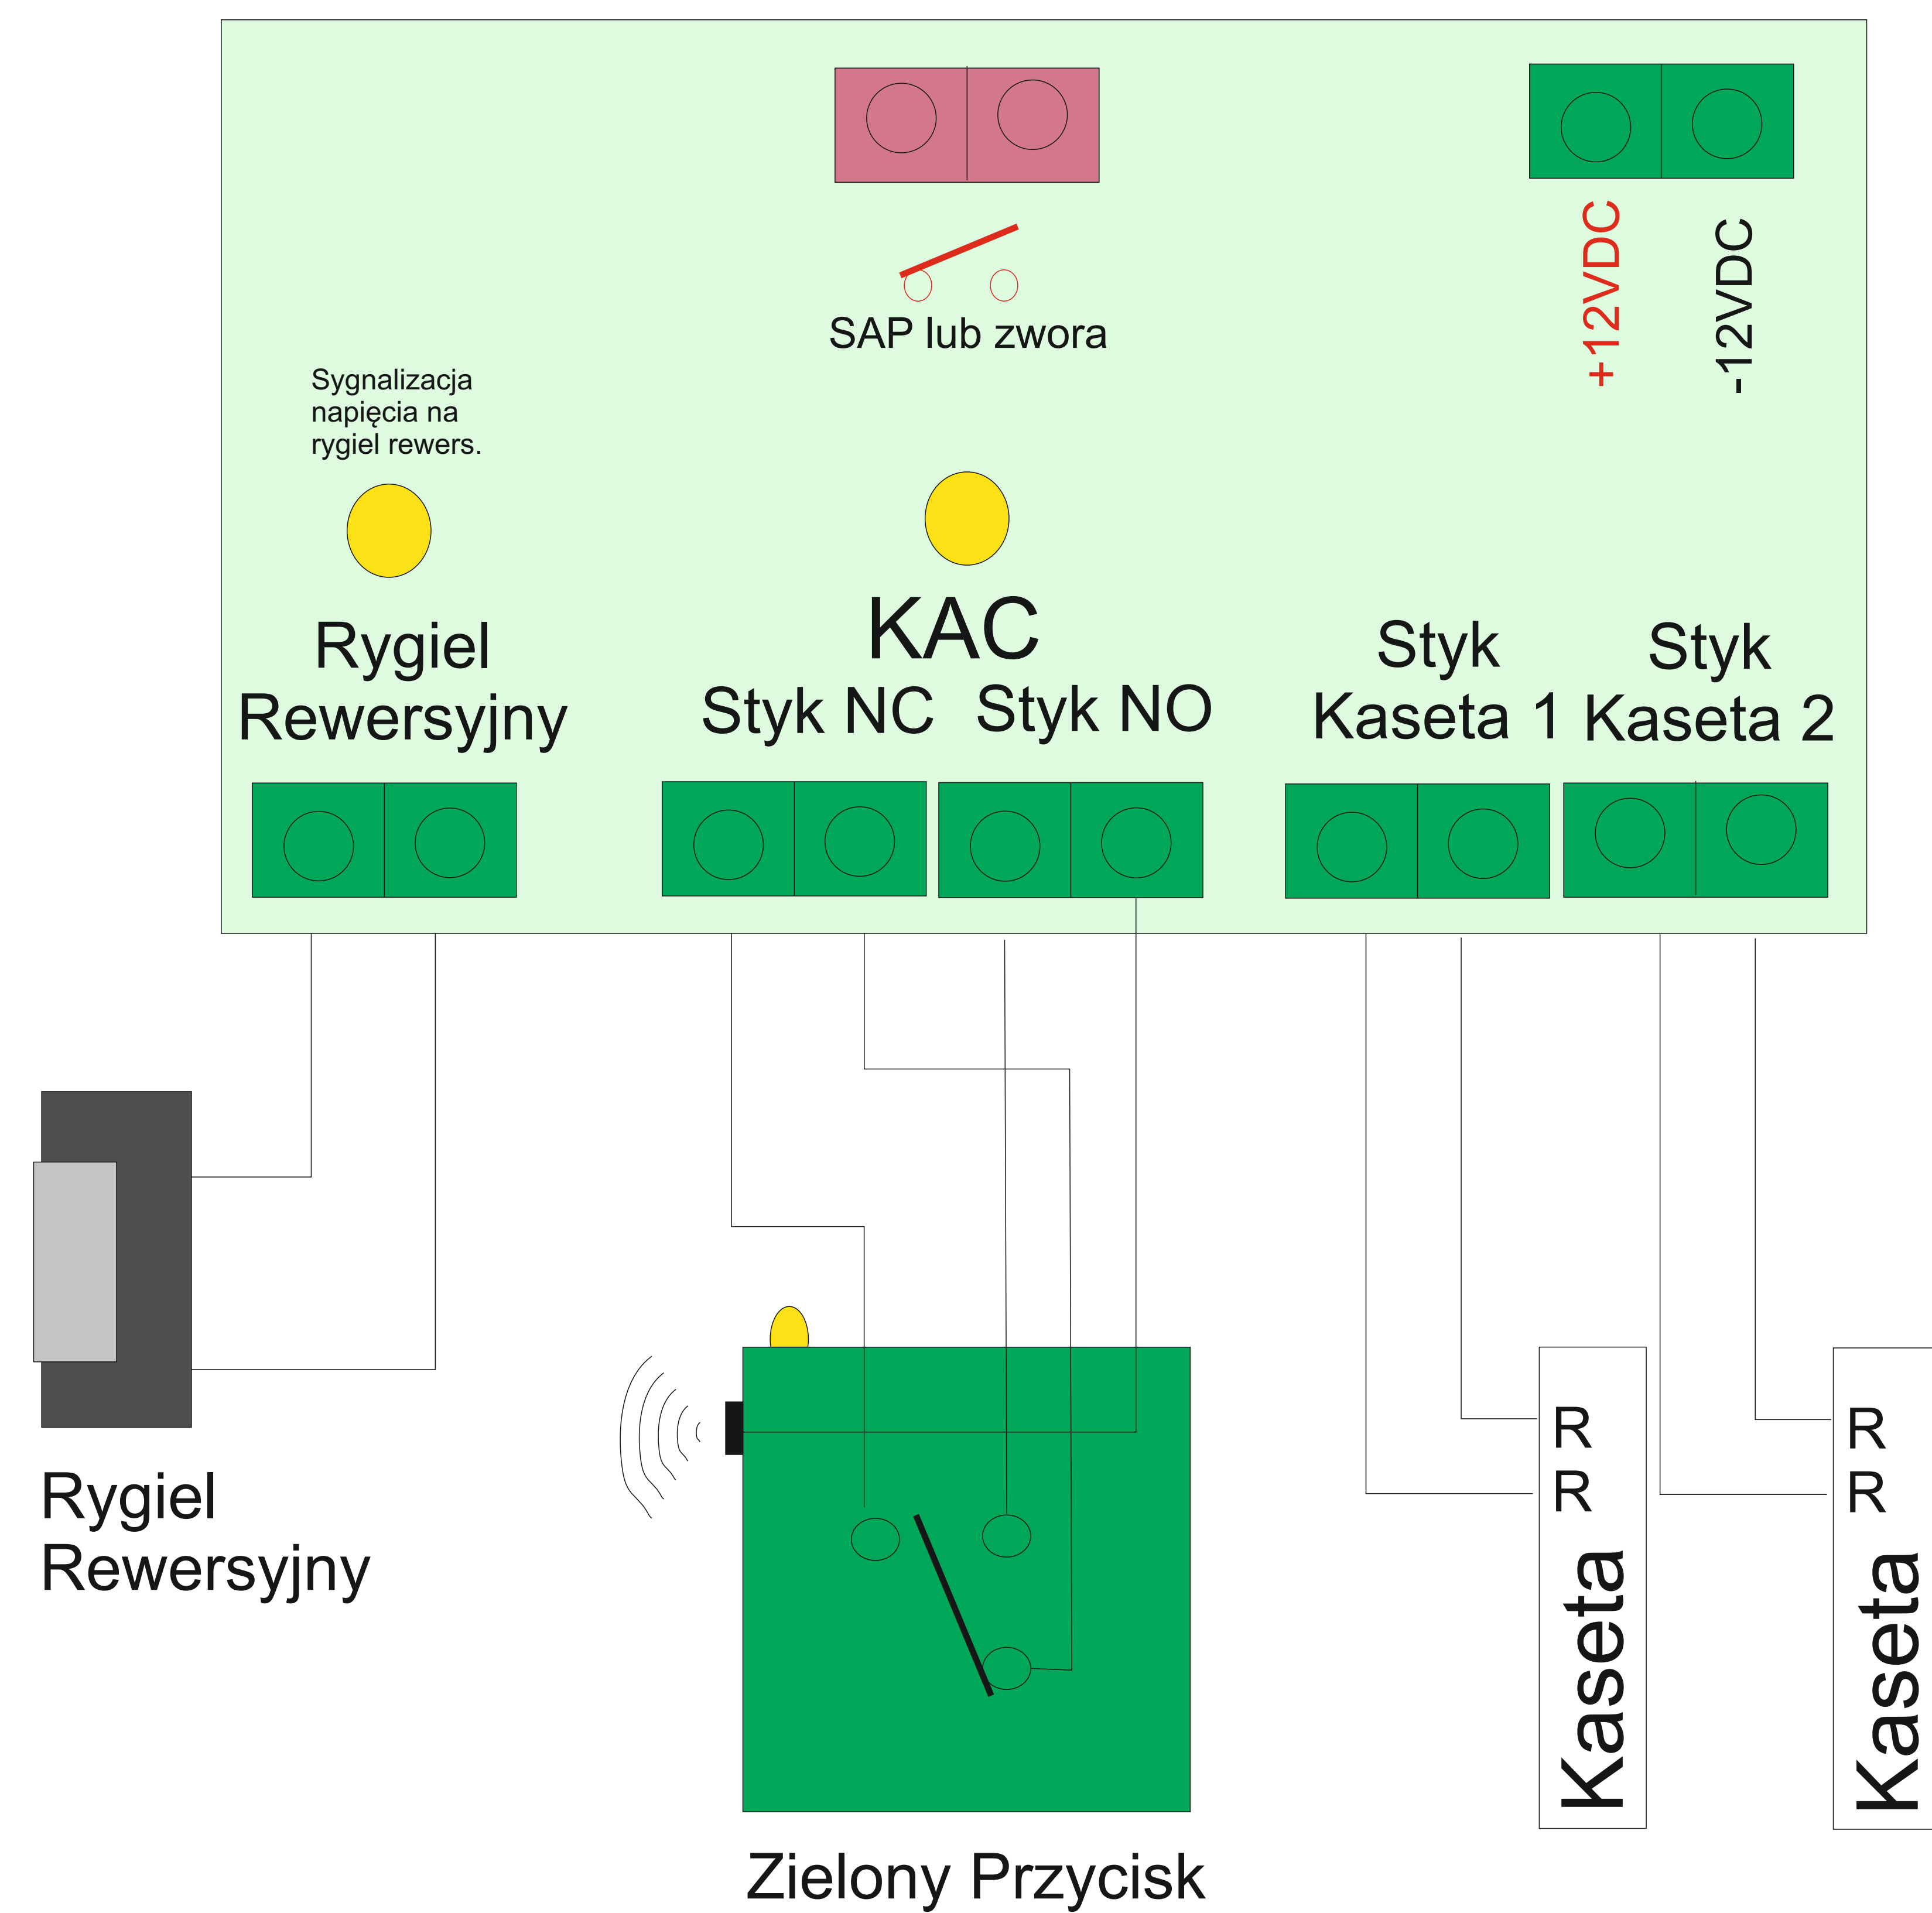 +12VDC
-12VDC
SAP lub zwora
Sygnalizacja
napięcia na
rygiel rewers.
Rygiel
Rewersyjny
KAC
Styk NC
Styk NO
Styk
Kaseta 1
Styk
Kaseta 2
Rygiel
Rewersyjny
R
R
Kaseta
R
R
Kaseta
Zielony Przycisk